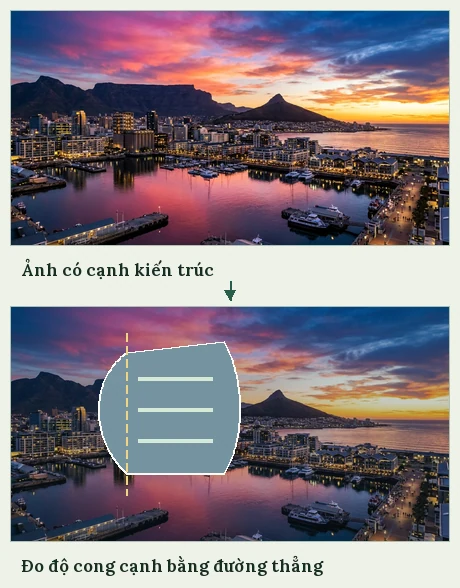 Ảnh có cạnh kiến trúc
Đo độ cong cạnh bằng đường thẳng